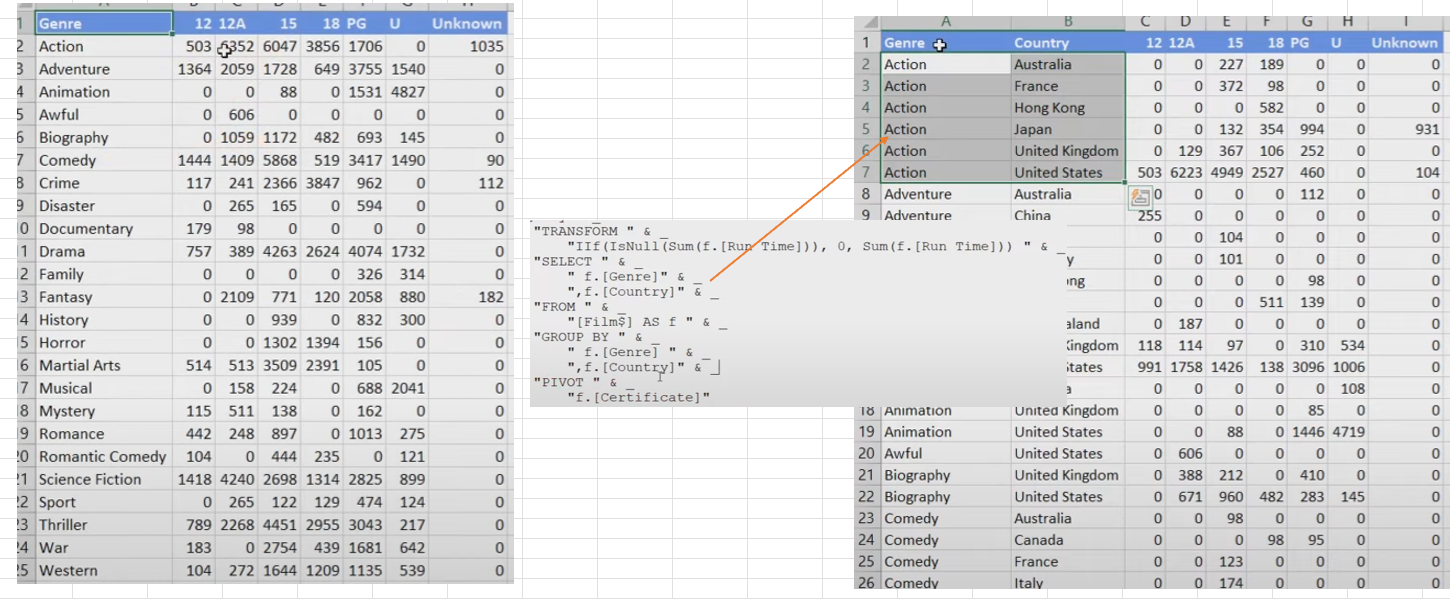 1 Genre 12 12A 15 18 PG U Unknown
2 Action 503 6352 6047 3856 1706 0 1035
3 Adventure 1364 2059 1728 649 3755 1540 0
4 Animation 0 0 88 0 1531 4827 0
5 Awful 0 606 0 0 0 0 0
6 Biography 0 1059 1172 482 693 145 0
7 Comedy 1444 1409 5868 519 3417 1490 90
8 Crime 117 241 2366 3847 962 0 112
9 Disaster 0 265 165 0 594 0 0
0 Documentary 179 98 0 0 0 0 0
1 Drama 757 389 4263 2624 4074 1732 0
2 Family 0 0 0 0 326 314 0
3 Fantasy 0 2109 771 120 2058 880 182
4 History 0 0 939 0 832 300 0
5 Horror 0 0 1302 1394 156 0 0
6 Martial Arts 514 513 3509 2391 105 0 0
7 Musical 0 158 224 0 688 2041 0
8 Mystery 115 511 138 0 162 0 0
9 Romance 442 248 897 0 1013 275 0
20 Romantic Comedy 104 0 444 235 0 121 0
21 Science Fiction 1418 4240 2698 1314 2825 899 0
22 Sport 0 265 122 129 474 124 0
23 Thriller 789 2268 4451 2955 3043 217 0
24 War 183 0 2754 439 1681 642 0
25 Western 104 272 1644 1209 1135 539 0
"TRANSFORM " & _
"IIf(IsNull(Sum(f.[Run Time])), 0, Sum(f.[Run Time])) " & _
"SELECT " & _
" f.[Genre]" & _
",f.[Country]" & _
"FROM " & _
"[Film$] AS f " & _
"GROUP BY " & _
" f.[Genre] " & _
",f.[Country]" & _
"PIVOT " & _
"f.[Certificate]"
A B C D E F G H I
1 Genre Country 12 12A 15 18 PG U Unknown
2 Action Australia 0 0 227 189 0 0 0
3 Action France 0 0 372 98 0 0 0
4 Action Hong Kong 0 0 0 582 0 0 0
5 Action Japan 0 0 132 354 994 0 931
6 Action United Kingdom 0 129 367 106 252 0 0
7 Action United States 503 6223 4949 2527 460 0 104
8 Adventure Australia 0 0 0 0 112 0 0
9 Adventure China 255 0 0 0 0 0 0
0 0 104 0 0 0 0
y 0 0 101 0 0 0 0
ong 0 0 0 0 98 0 0
0 0 0 511 139 0 0
aland 0 187 0 0 0 0 0
Kingdom 118 114 97 0 310 534 0
States 991 1758 1426 138 3096 1006 0
a 0 0 0 0 0 108 0
18 Animation United Kingdom 0 0 0 0 85 0 0
19 Animation United States 0 0 88 0 1446 4719 0
20 Awful United States 0 606 0 0 0 0 0
21 Biography United Kingdom 0 388 212 0 410 0 0
22 Biography United States 0 671 960 482 283 145 0
23 Comedy Australia 0 0 98 0 0 0 0
24 Comedy Canada 0 0 0 98 95 0 0
25 Comedy France 0 0 123 0 0 0 0
26 Comedy Italy 0 0 174 0 0 0 0